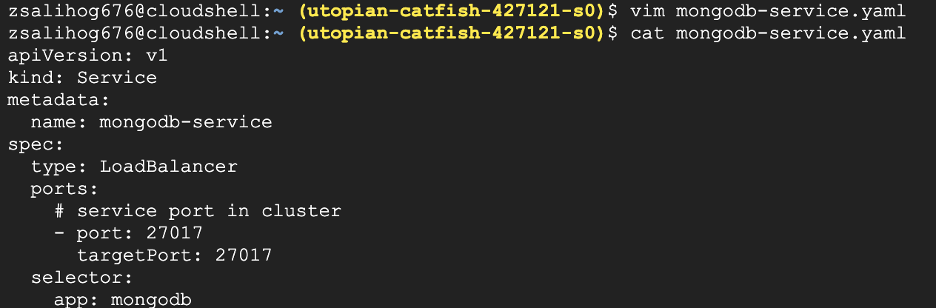 zsalihog676@cloudshell:~ (utopian-catfish-427121-s0)$ vim mongodb-service.yaml
zsalihog676@cloudshell:~ (utopian-catfish-427121-s0)$ cat mongodb-service.yaml
apiVersion: v1
kind: Service
metadata:
  name: mongodb-service
spec:
  type: LoadBalancer
  ports:
    # service port in cluster
    - port: 27017
      targetPort: 27017
  selector:
    app: mongodb